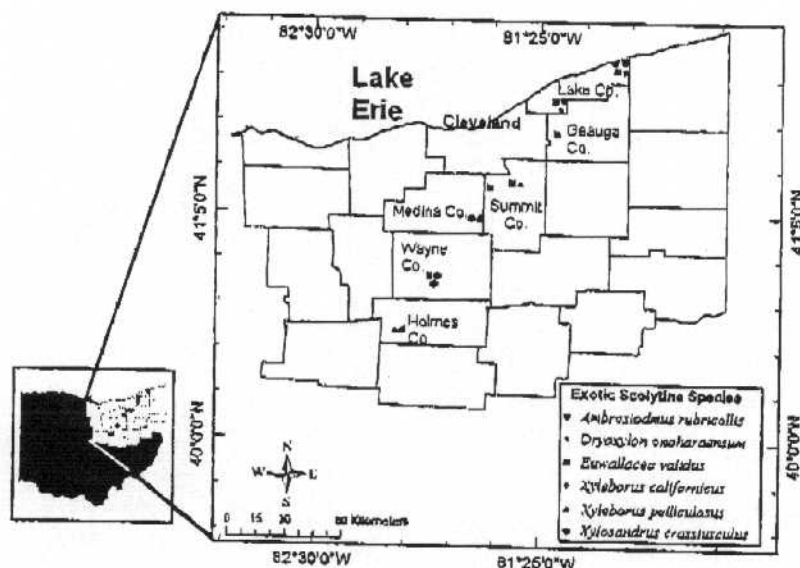 82°30'0"W 81°25'0"W
Lake
Erie
Cleveland
Lake Co.
Geauga
Co.
41°5'0"N
41°5'0"N
Medina Co.
Summit
Co.
Wayne
Co.
Holmes
Co.
Exotic Scolytine Species
Ambrosiodmus rubricollis
Dryoxylon onoharaensum
Euwallacea validus
Xyleborus californicus
Xyleborus pelliculosus
Xylosandrus crassiusculus
40°0'0"N
40°0'0"N
N
W E
S
0 15 30 60 Kilometers
82°30'0"W 81°25'0"W